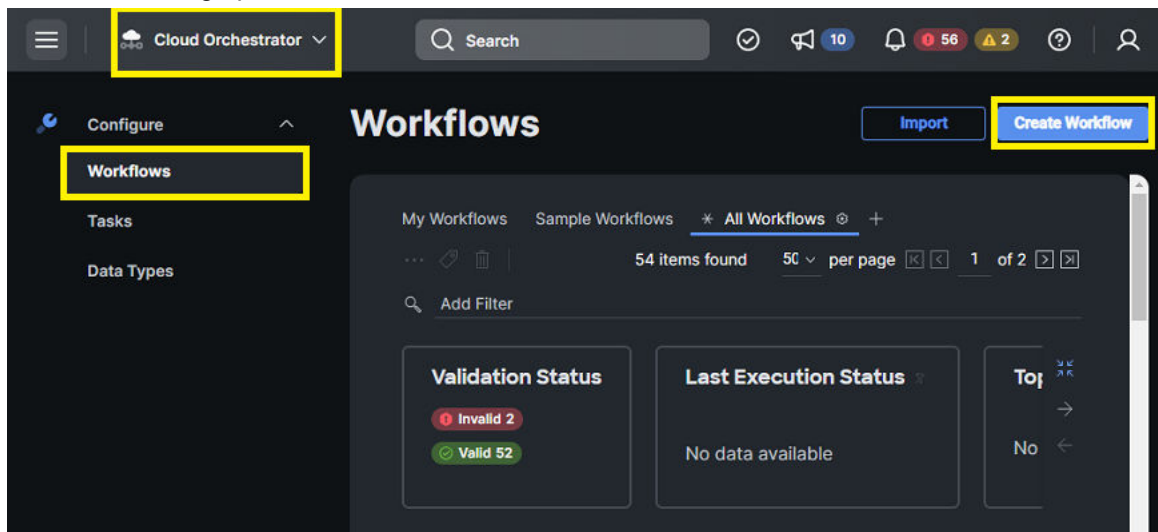 Cloud Orchestrator
Search
10
56
2
Configure
Workflows
Tasks
Data Types
Workflows
Import
Create Workflow
My Workflows Sample Workflows All Workflows
54 items found 50 per page 1 of 2
Add Filter
Validation Status
Invalid 2
Valid 52
Last Execution Status
No data available
No